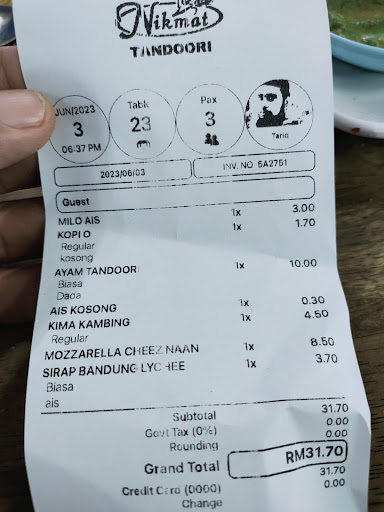 Nikmat
TANDOORI
JUN/2023
3
06:37 PM
Table
23
Pax
3
Tariq
2023/06/03
INV. NO 5A2751
Guest
MILO AIS 1x 3.00
KOPI O 1x 1.70
Regular
kosong
AYAM TANDOORI 1x 10.00
Biasa
Dada
AIS KOSONG 1x 0.30
KIMA KAMBING 1x 4.50
Regular
MOZZARELLA CHEEZ NAAN 1x 8.50
SIRAP BANDUNG LYCHEE 1x 3.70
Biasa
ais
Subtotal 31.70
Govt Tax (0%) 0.00
Rounding 0.00
Grand Total RM31.70
Credit Card (0000) 31.70
Change 0.00